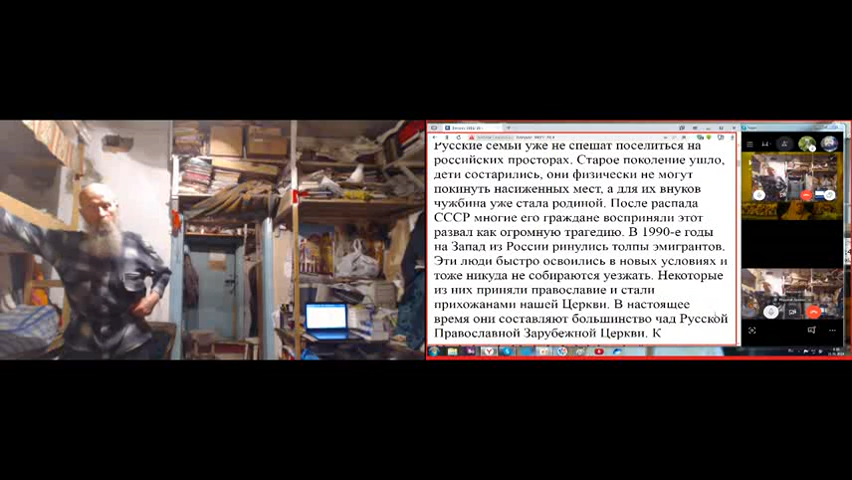 Русские семьи уже не спешат поселиться на
российских просторах. Старое поколение ушло,
дети состарились, они физически не могут
покинуть насиженных мест, а для их внуков
чужбина уже стала родиной. После распада
СССР многие его граждане восприняли этот
развал как огромную трагедию. В 1990-е годы
на Запад из России ринулись толпы эмигрантов.
Эти люди быстро освоились в новых условиях и
тоже никуда не собираются уезжать. Некоторые
из них приняли православие и стали
прихожанами нашей Церкви. В настоящее
время они составляют большинство чад Русской
Православной Зарубежной Церкви. К